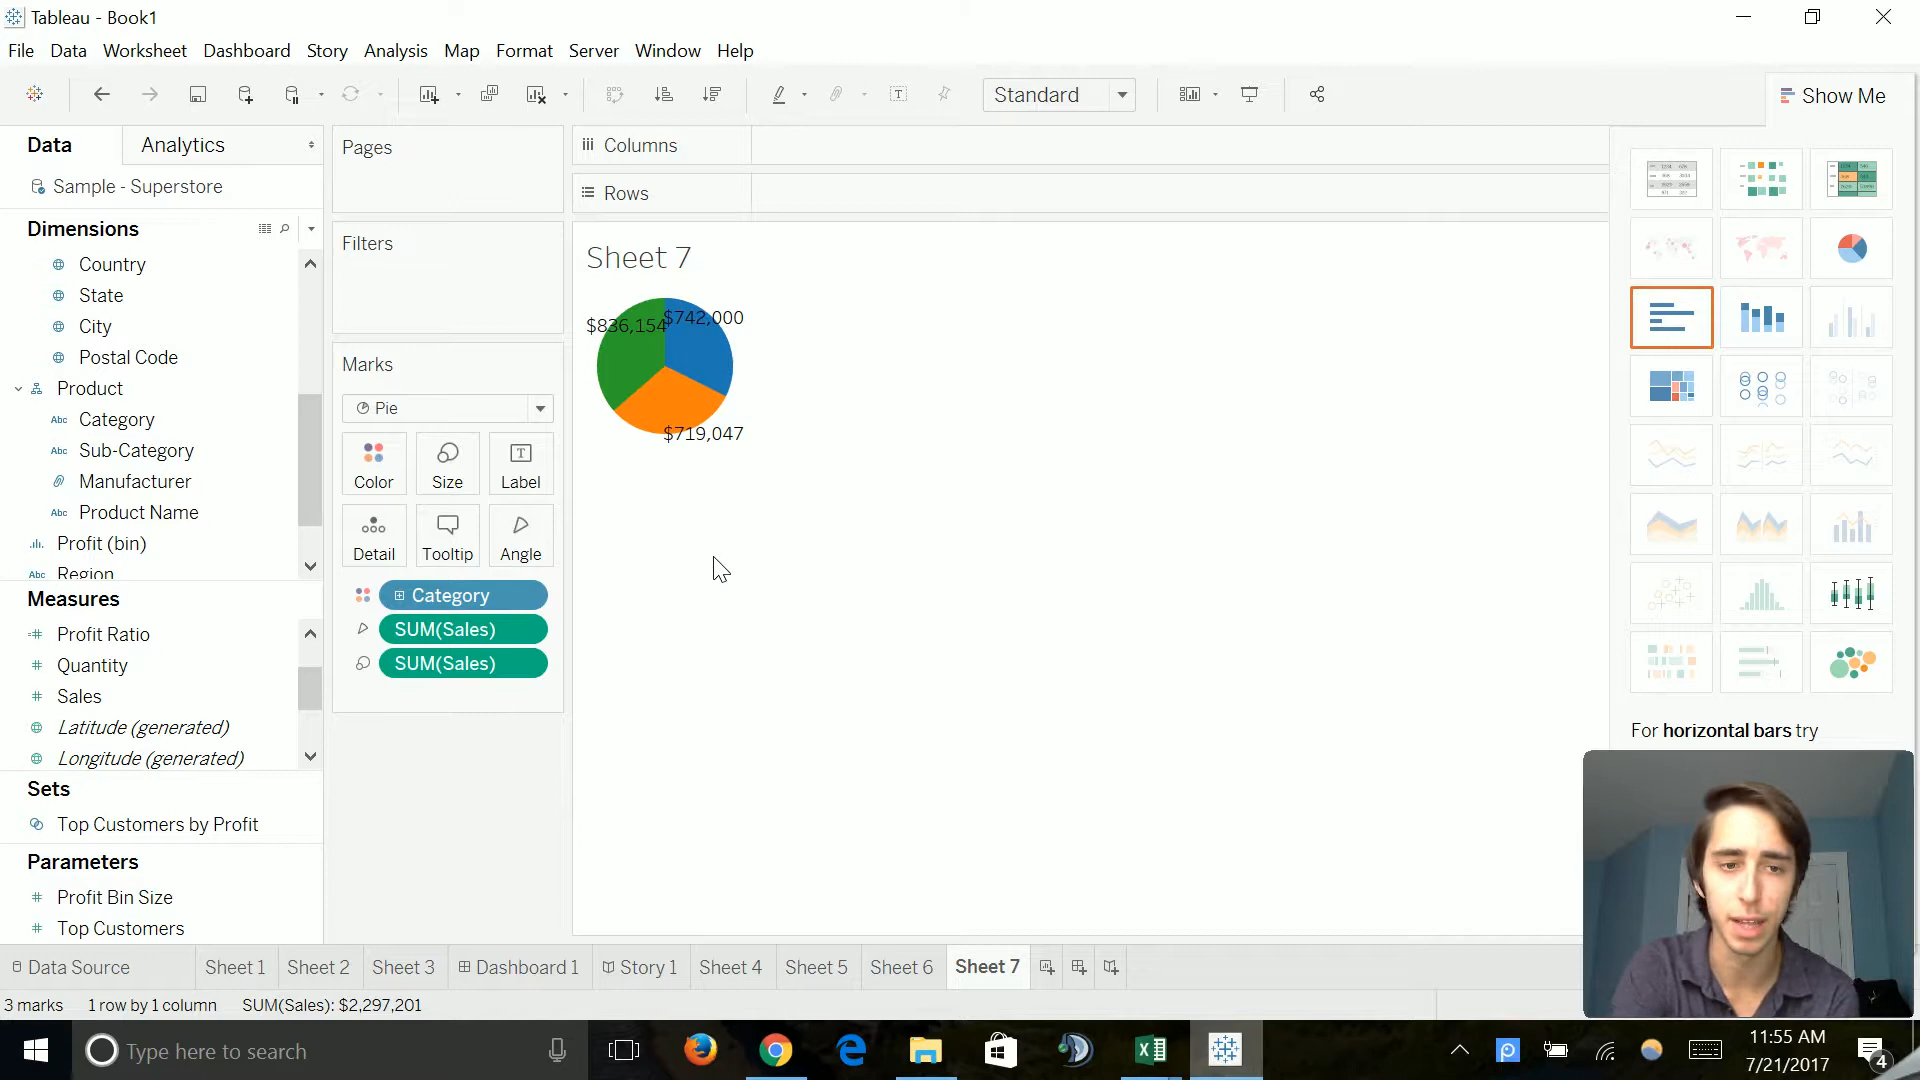 Tableau - Book1
File Data Worksheet Dashboard Story Analysis Map Format Server Window Help
Standard
Show Me
Data Analytics
Sample - Superstore
Dimensions
Country
State
City
Postal Code
Product
Abc Category
Abc Sub-Category
Manufacturer
Abc Product Name
Profit (bin)
Abc Region
Measures
Profit Ratio
Quantity
Sales
Latitude (generated)
Longitude (generated)
Sets
Top Customers by Profit
Parameters
Profit Bin Size
Top Customers
Pages
Filters
Marks
Pie
Color Size Label
Detail Tooltip Angle
Category
SUM(Sales)
SUM(Sales)
Columns
Rows
Sheet 7
$742,000
$836,154
$719,047
For horizontal bars try
Data Source Sheet 1 Sheet 2 Sheet 3 Dashboard 1 Story 1 Sheet 4 Sheet 5 Sheet 6 Sheet 7
3 marks 1 row by 1 column SUM(Sales): $2,297,201
Type here to search
11:55 AM
7/21/2017
4